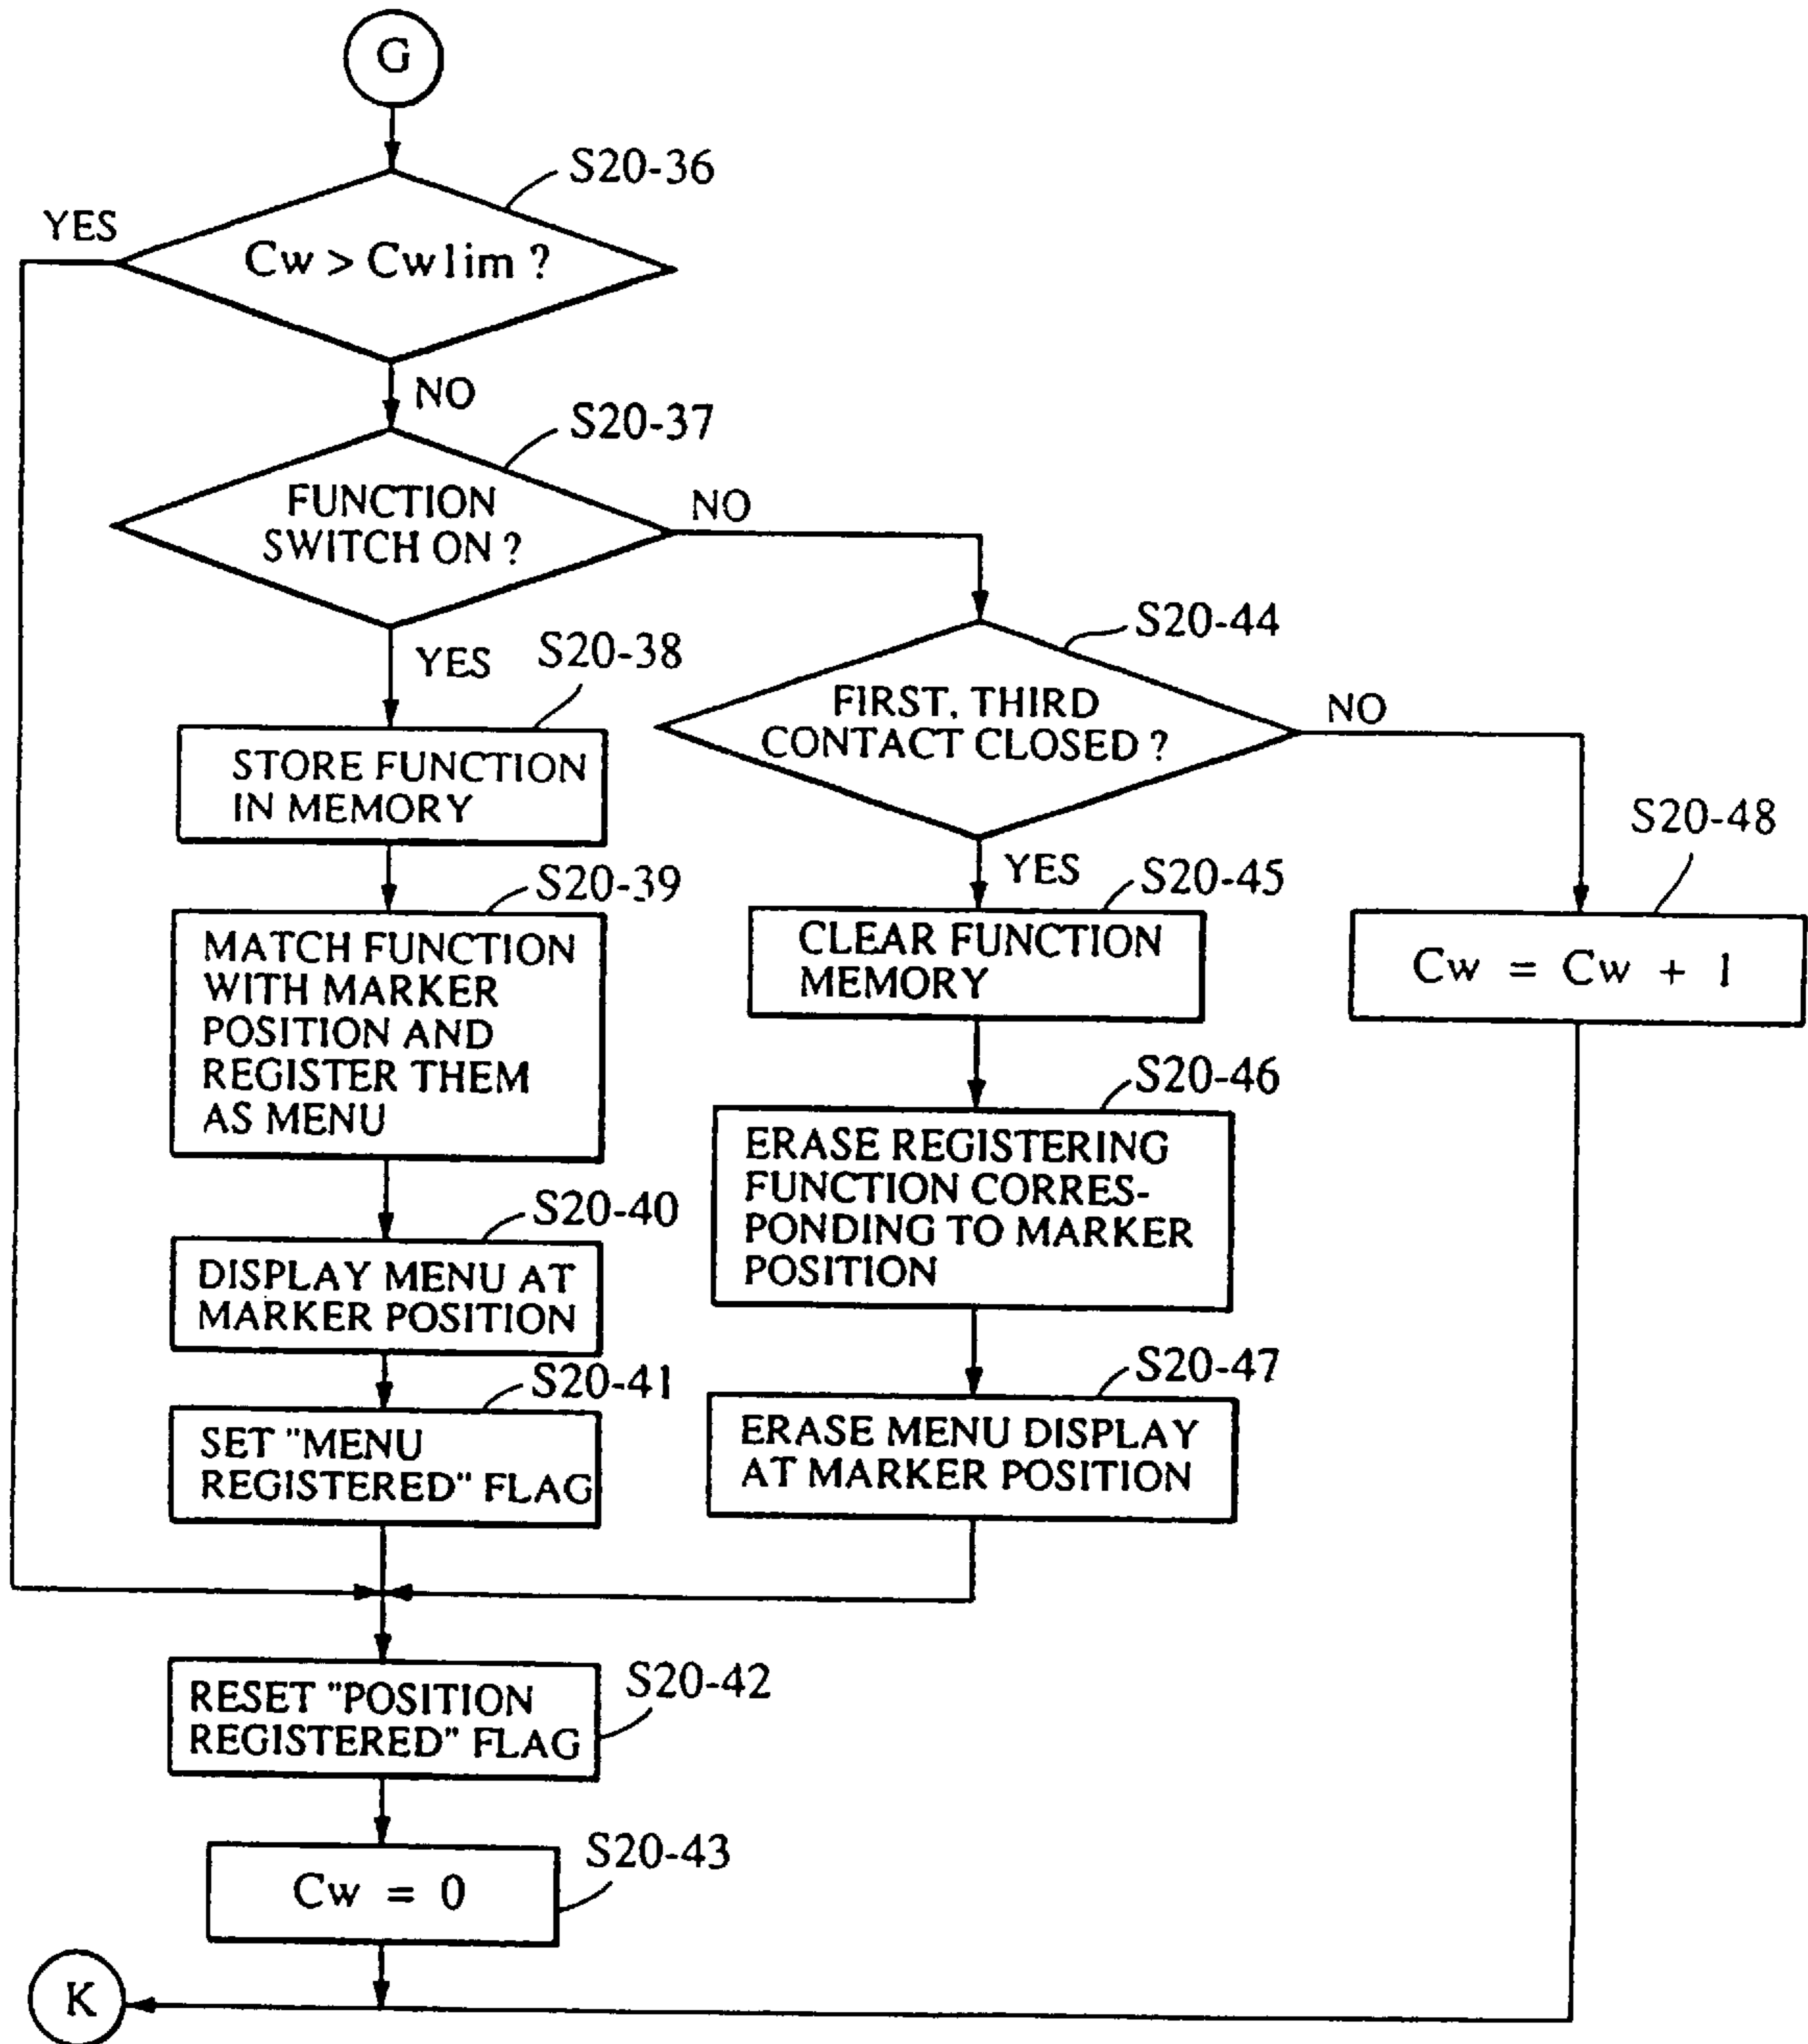 G
S20-36
YES
Cw > Cwlim ?
NO
S20-37
FUNCTION
SWITCH ON ?
NO
YES
S20-38
STORE FUNCTION
IN MEMORY
S20-39
MATCH FUNCTION
WITH MARKER
POSITION AND
REGISTER THEM
AS MENU
S20-40
DISPLAY MENU AT
MARKER POSITION
S20-41
SET "MENU
REGISTERED" FLAG
S20-44
FIRST, THIRD
CONTACT CLOSED ?
NO
YES
S20-45
CLEAR FUNCTION
MEMORY
S20-46
ERASE REGISTERING
FUNCTION CORRES-
PONDING TO MARKER
POSITION
S20-47
ERASE MENU DISPLAY
AT MARKER POSITION
S20-48
Cw = Cw + 1
S20-42
RESET "POSITION
REGISTERED" FLAG
S20-43
Cw = 0
K